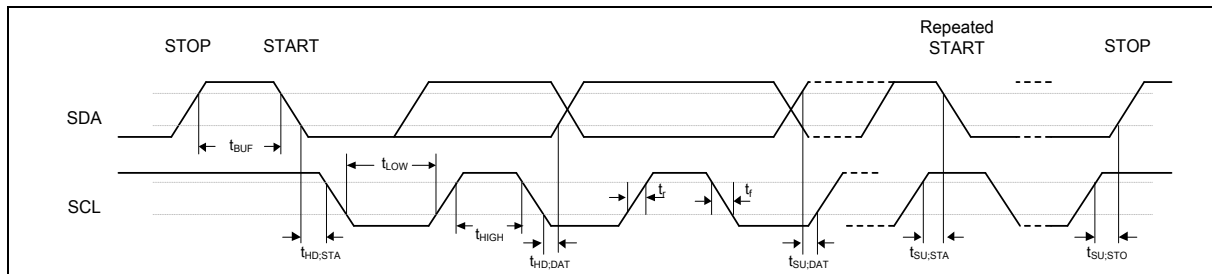 Repeated
STOP START START STOP
SDA
tBUF
tLOW
SCL
tr tf
tHIGH
tHD;STA tHD;DAT tSU;DAT tSU;STA tSU;STO